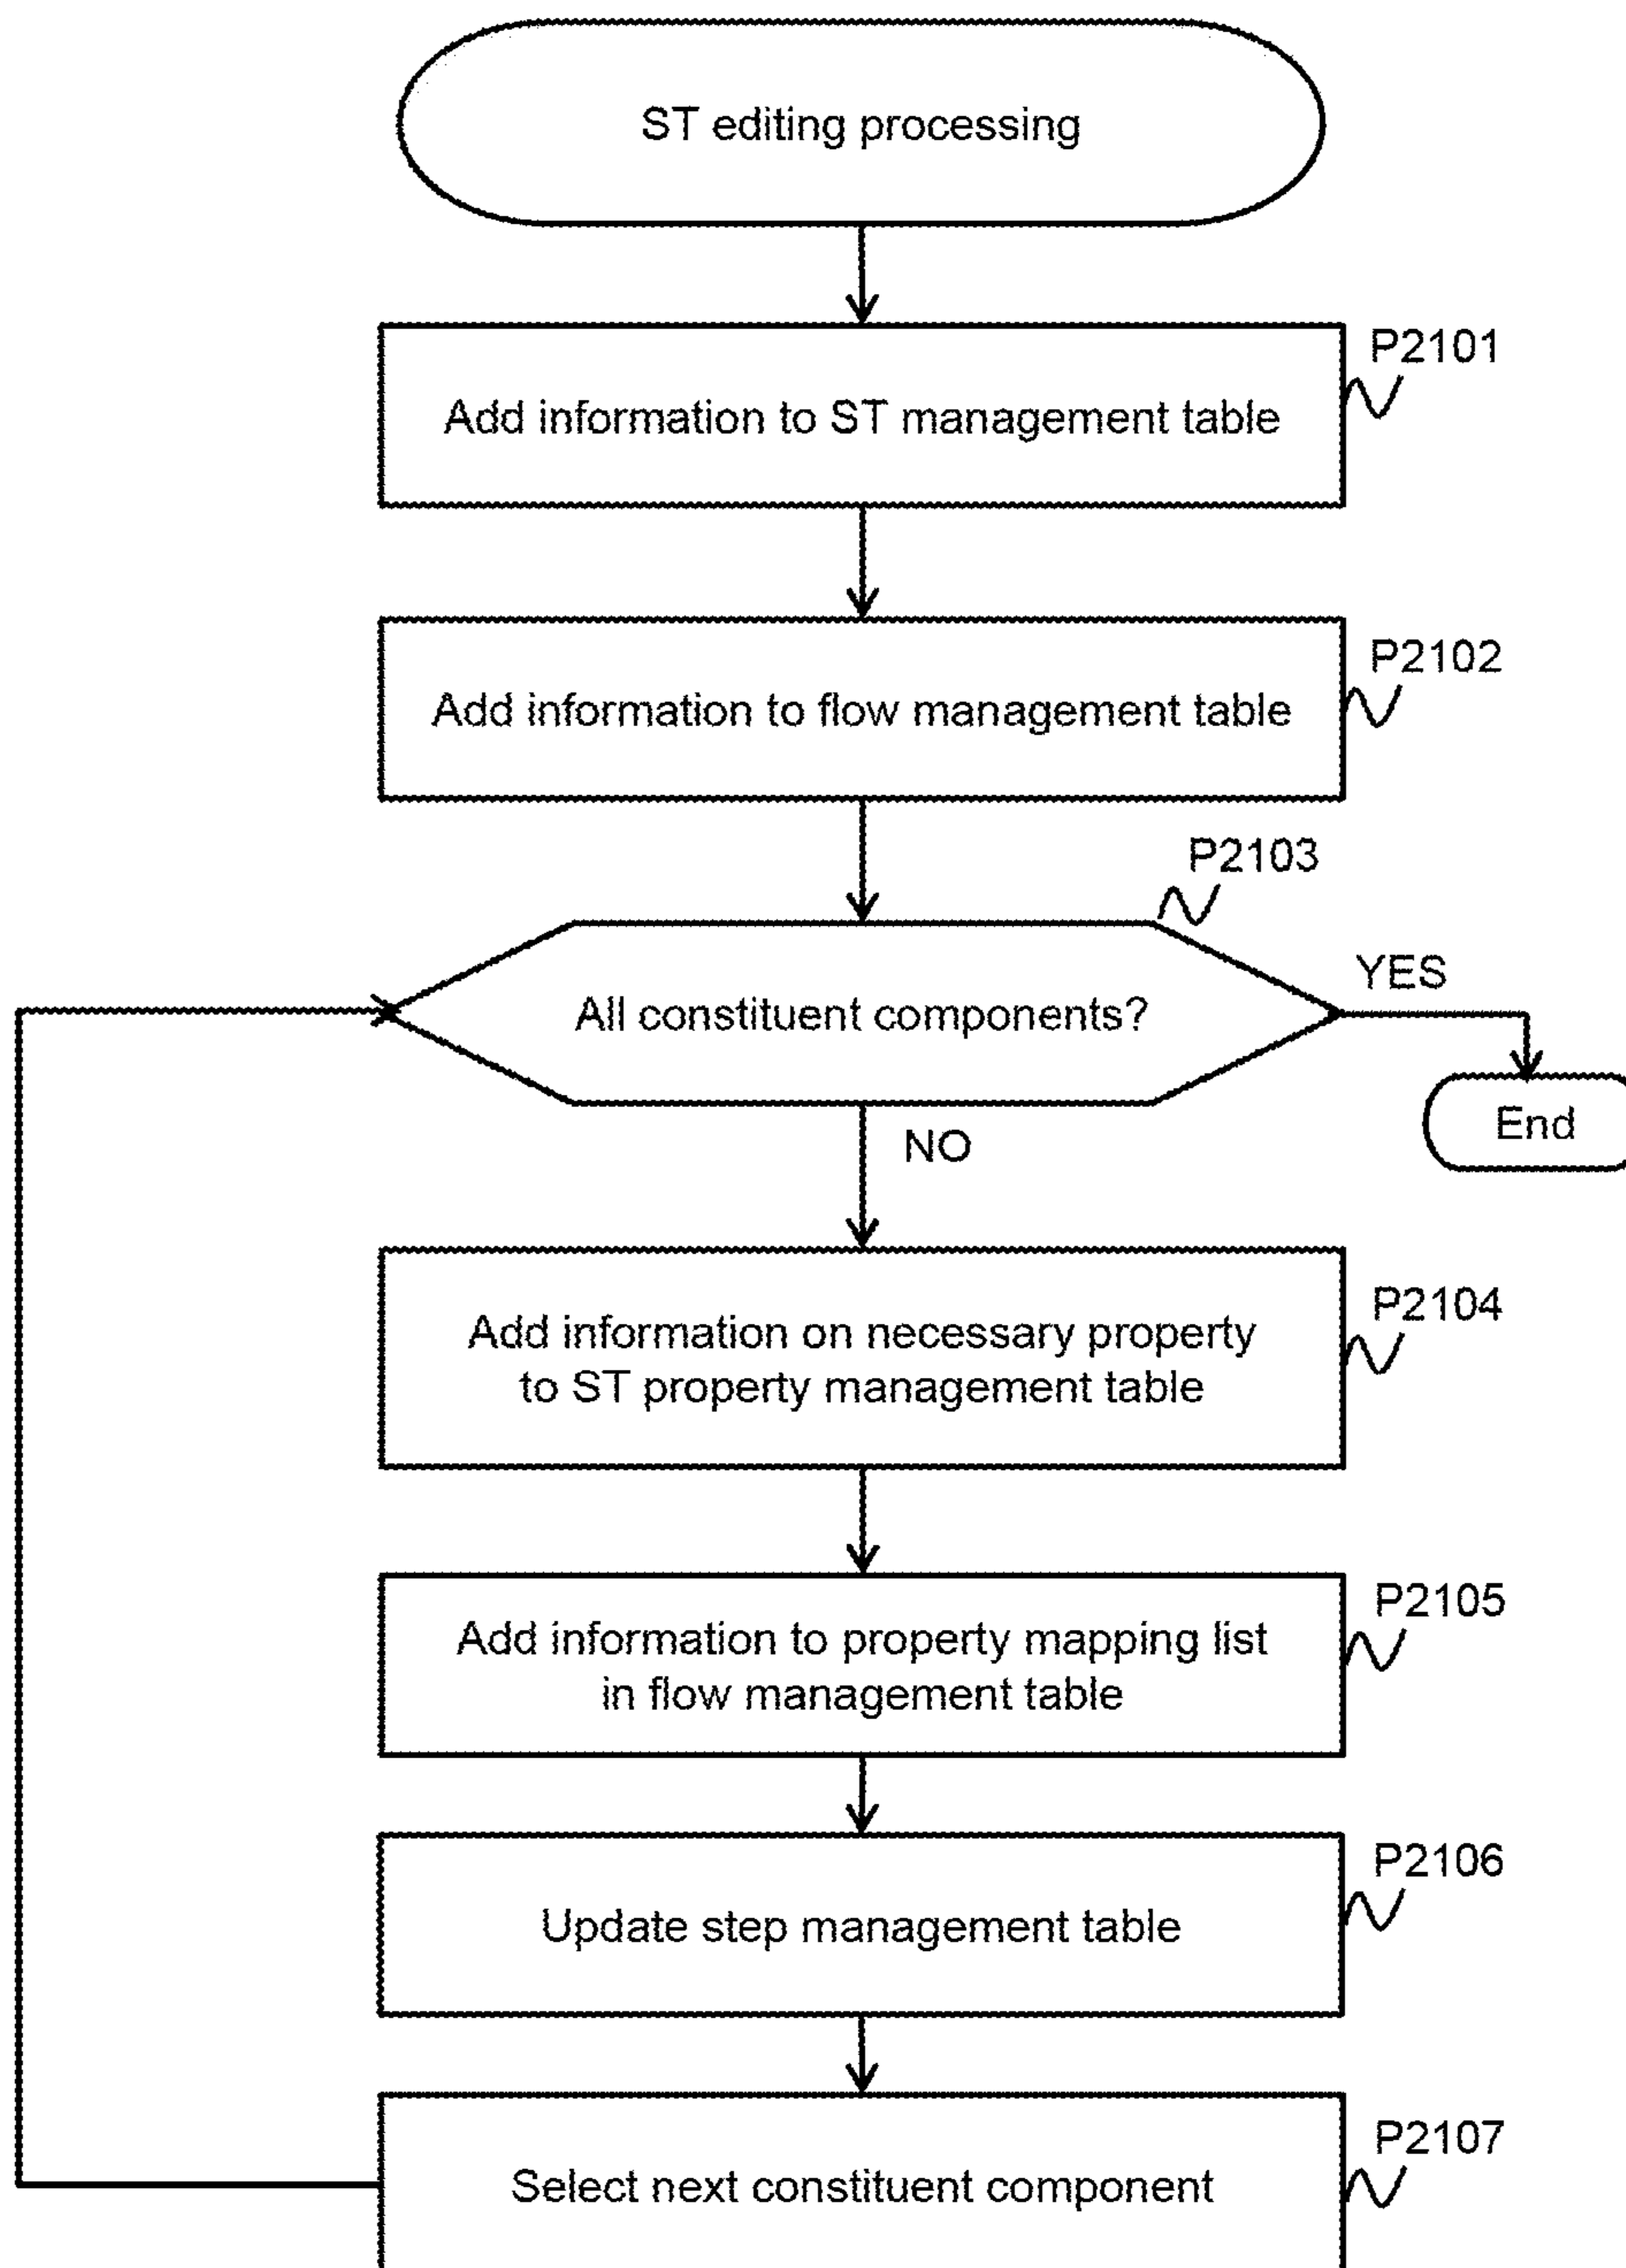 ST editing processing
P2101
Add information to ST management table
P2102
Add information to flow management table
P2103
All constituent components?
YES
End
NO
P2104
Add information on necessary property
to ST property management table
P2105
Add information to property mapping list
in flow management table
P2106
Update step management table
P2107
Select next constituent component